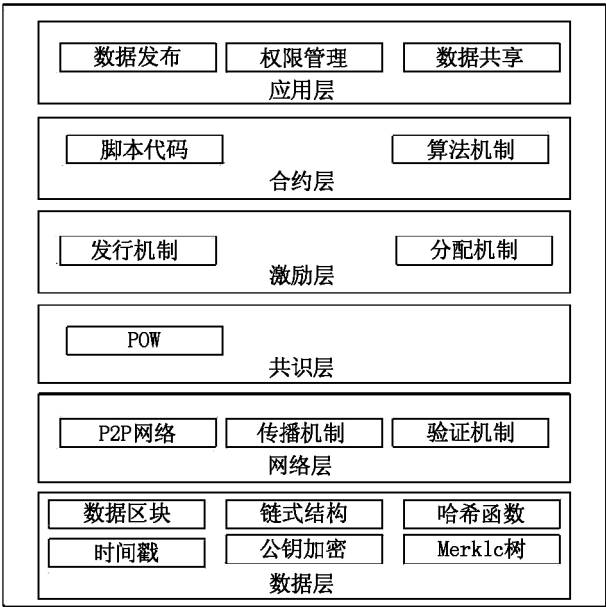 数据发布 权限管理 数据共享
应用层
脚本代码 算法机制
合约层
发行机制 分配机制
激励层
POW
共识层
P2P网络 传播机制 验证机制
网络层
数据区块 链式结构 哈希函数
时间戳 公钥加密 Merklc树
数据层